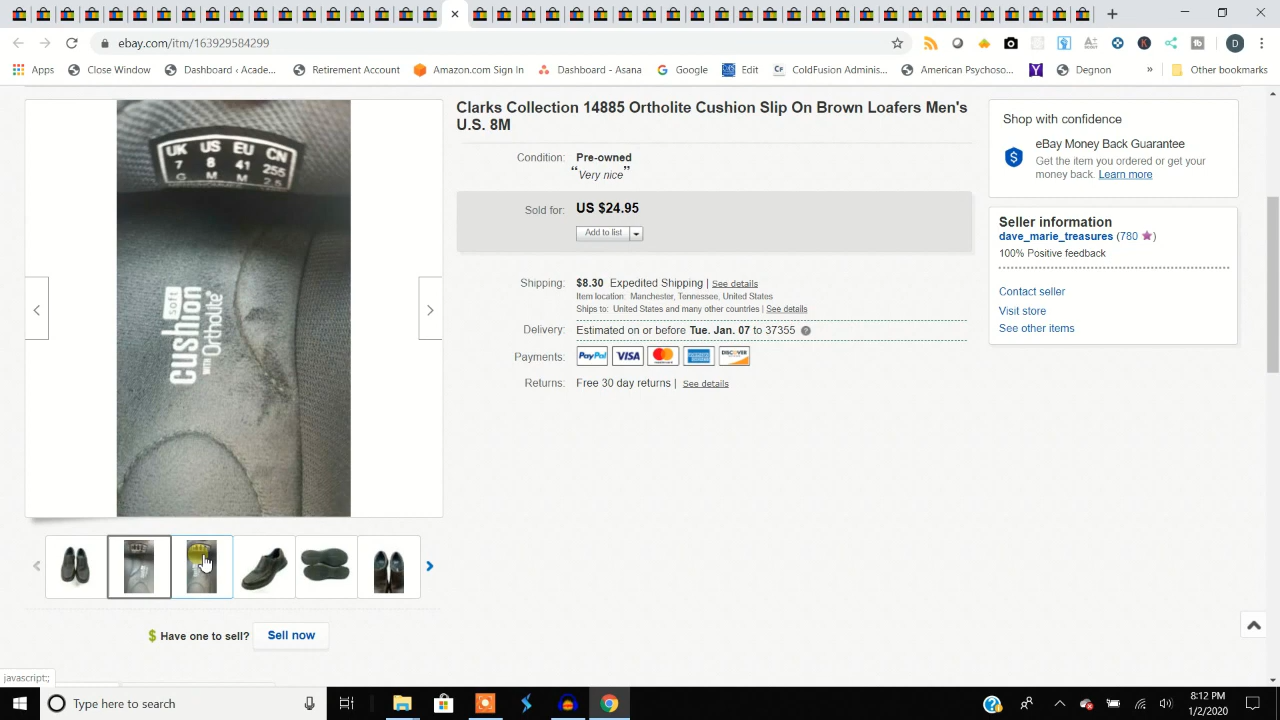 ebay.com/itm/163929584299
Apps
Close Window
Dashboard ‹ Acade...
Retirement Account
Amazon.com Sign In
Dashboard - Asana
Google
Edit
ColdFusion Adminis...
American Psychoso...
Degnon
»
Other bookmarks
UK US EU CN
7 8 41 255
G M M 2.5
soft
cushion
WITH Ortholite
Clarks Collection 14885 Ortholite Cushion Slip On Brown Loafers Men's
U.S. 8M
Condition: Pre-owned
“Very nice”
Sold for: US $24.95
Add to list
Shipping: $8.30 Expedited Shipping | See details
Item location: Manchester, Tennessee, United States
Ships to: United States and many other countries | See details
Delivery: Estimated on or before Tue. Jan. 07 to 37355
Payments: PayPal VISA MasterCard AMERICAN EXPRESS DISCOVER
Returns: Free 30 day returns | See details
Shop with confidence
eBay Money Back Guarantee
Get the item you ordered or get your
money back. Learn more
Seller information
dave_marie_treasures (780 ★)
100% Positive feedback
Contact seller
Visit store
See other items
$ Have one to sell? Sell now
javascript:;
Type here to search
8:12 PM
1/2/2020